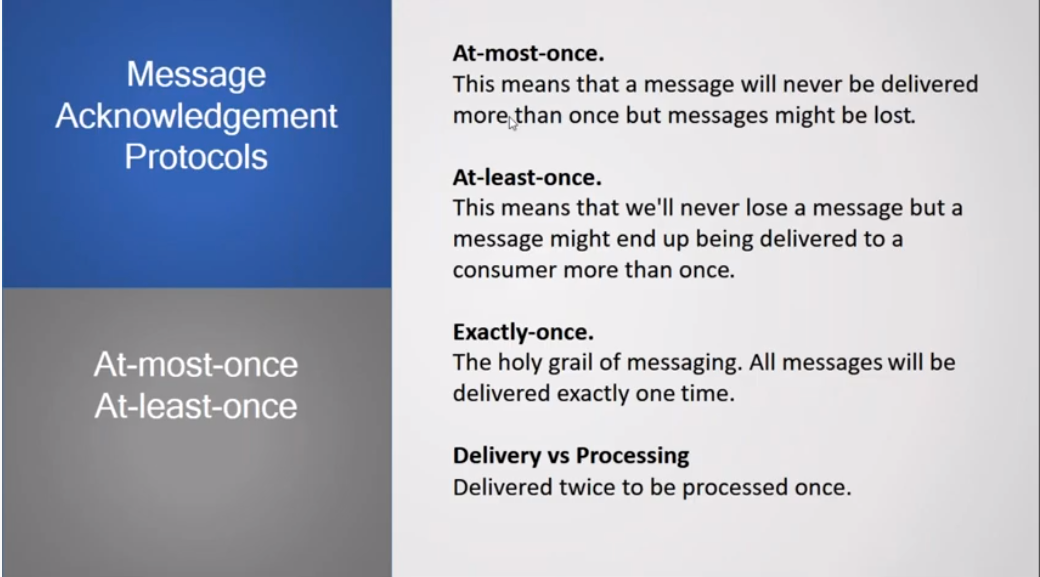 Message
Acknowledgement
Protocols
At-most-once
At-least-once
At-most-once.
This means that a message will never be delivered
more than once but messages might be lost.
At-least-once.
This means that we'll never lose a message but a
message might end up being delivered to a
consumer more than once.
Exactly-once.
The holy grail of messaging. All messages will be
delivered exactly one time.
Delivery vs Processing
Delivered twice to be processed once.